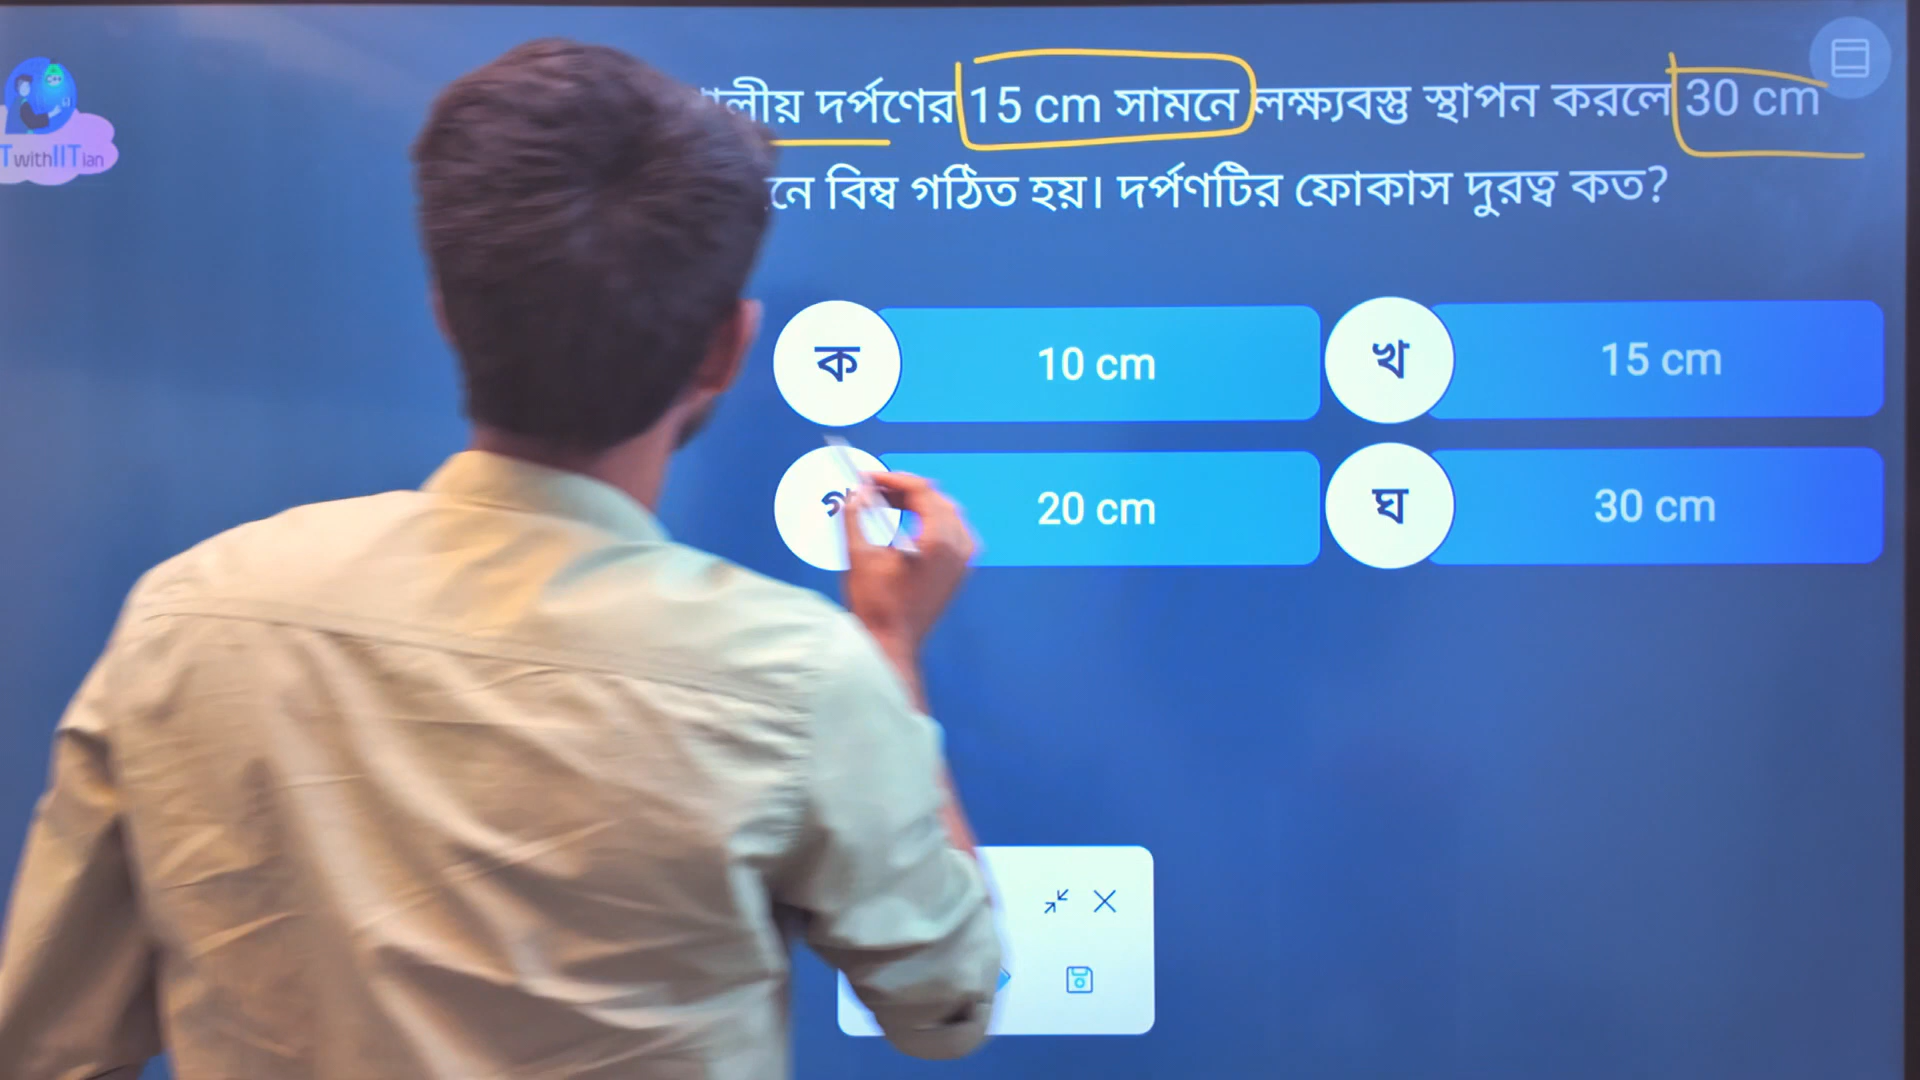 দর্পণের 15 cm সামনে লক্ষ্যবস্তু স্থাপন করলে 30 cm
বিম্ব গঠিত হয়। দর্পণটির ফোকাস দুরত্ব কত?
ক 10 cm খ 15 cm
20 cm ঘ 30 cm
TwithIITian